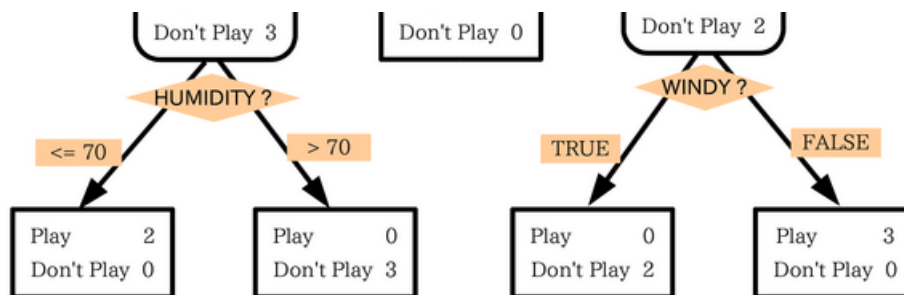 Don't Play 3
Don't Play 0
Don't Play 2
HUMIDITY ?
WINDY ?
<= 70
> 70
TRUE
FALSE
Play 2
Don't Play 0
Play 0
Don't Play 3
Play 0
Don't Play 2
Play 3
Don't Play 0